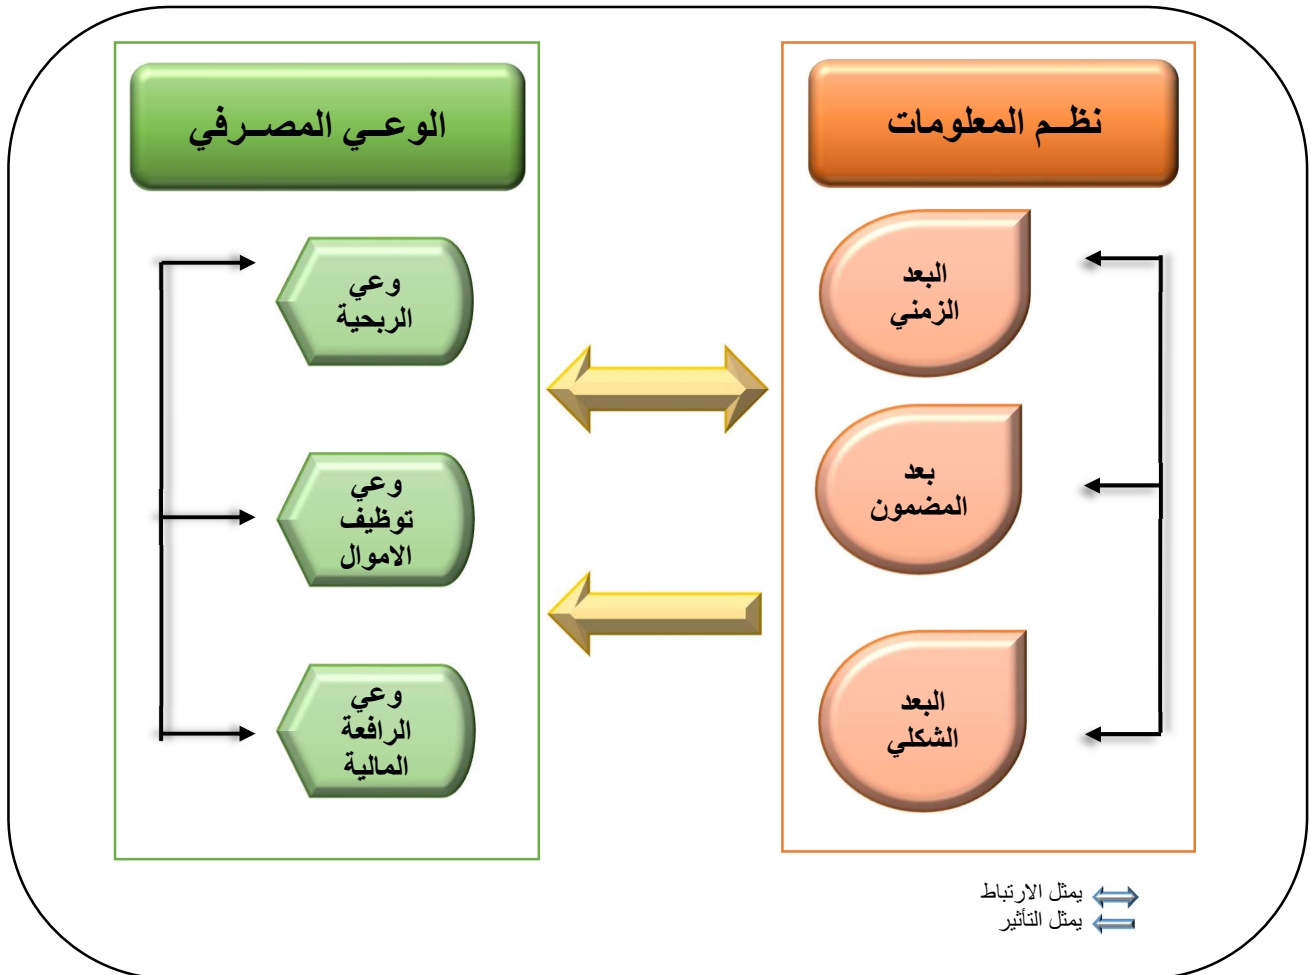 نظـم المعلومات
البعد
الزمني
بعد
المضمون
البعد
الشكلي
الوعـي المصـرفي
وعي
الربحية
وعي
توظيف
الاموال
وعي
الرافعة
المالية
يمثل الارتباط
يمثل التأثير